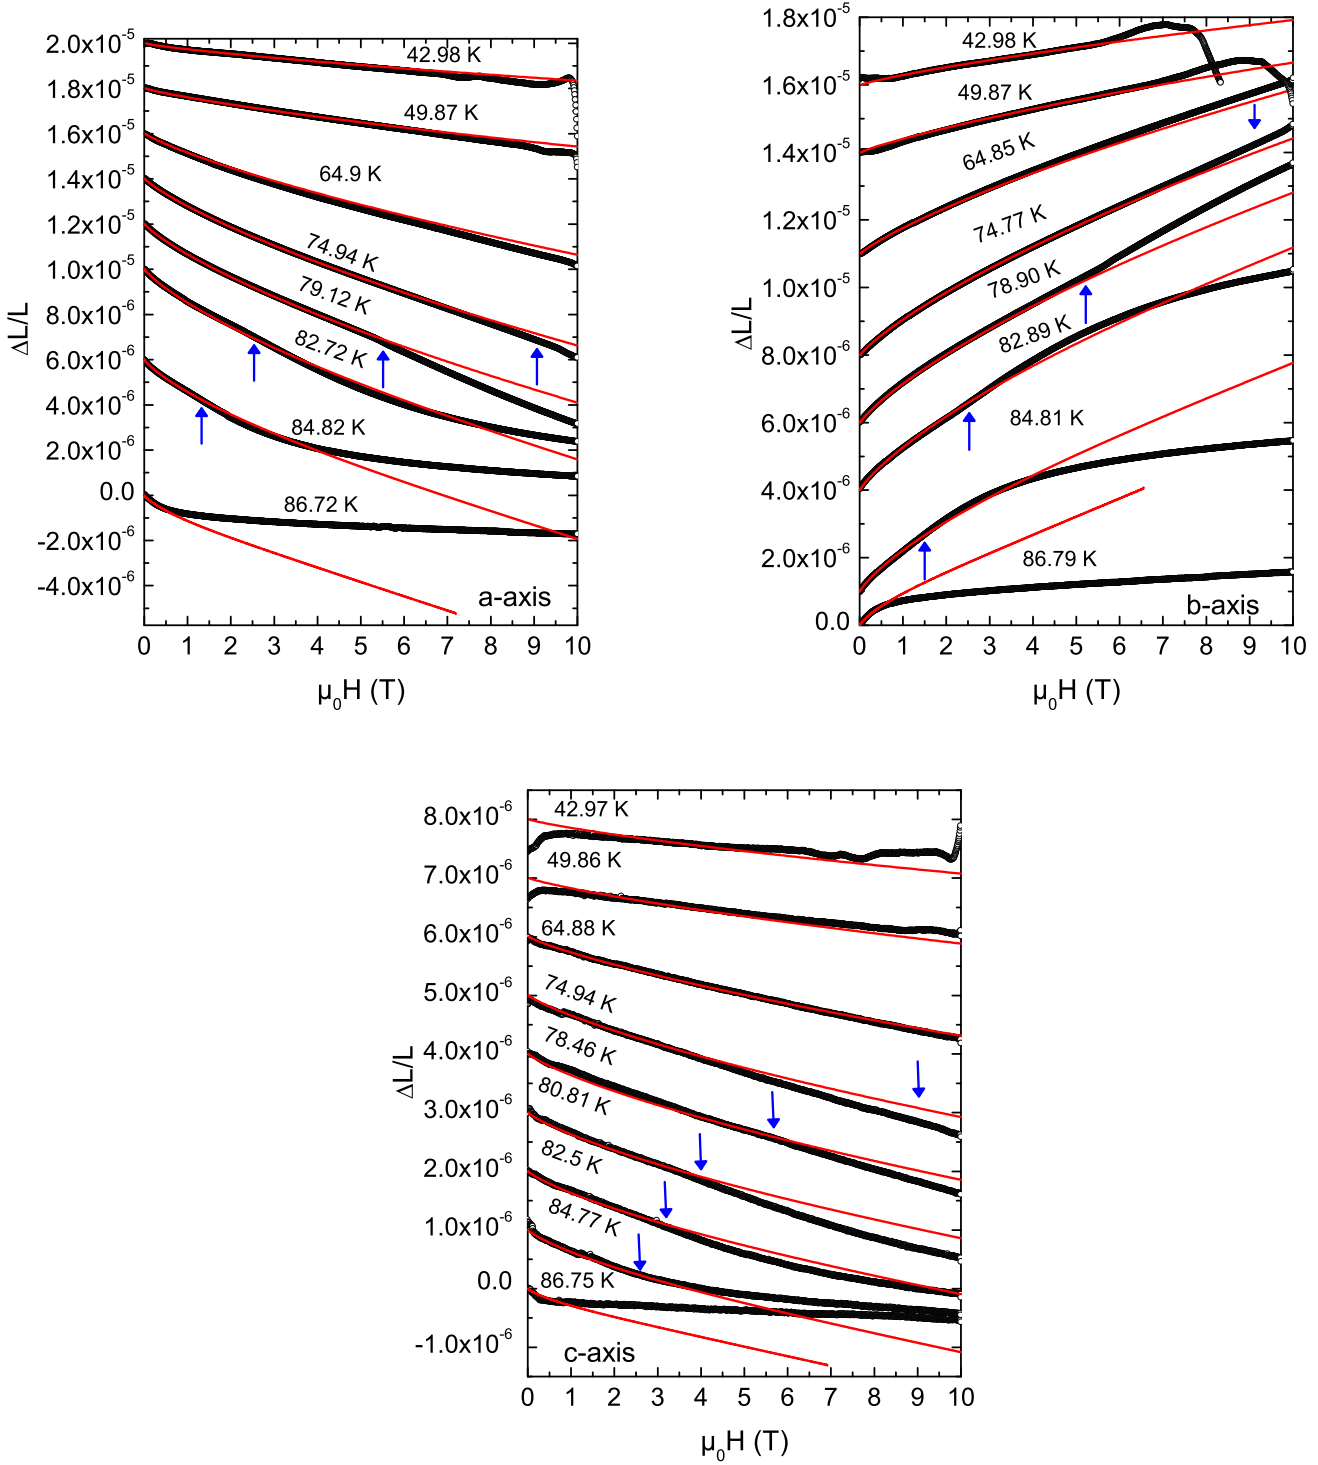 2.0x10⁻⁵
1.8x10⁻⁵
1.6x10⁻⁵
1.4x10⁻⁵
1.2x10⁻⁵
1.0x10⁻⁵
8.0x10⁻⁶
6.0x10⁻⁶
4.0x10⁻⁶
2.0x10⁻⁶
0.0
-2.0x10⁻⁶
-4.0x10⁻⁶
ΔL/L
42.98 K
49.87 K
64.9 K
74.94 K
79.12 K
82.72 K
84.82 K
86.72 K
a-axis
0 1 2 3 4 5 6 7 8 9 10
μ₀H (T)
1.8x10⁻⁵
1.6x10⁻⁵
1.4x10⁻⁵
1.2x10⁻⁵
1.0x10⁻⁵
8.0x10⁻⁶
6.0x10⁻⁶
4.0x10⁻⁶
2.0x10⁻⁶
0.0
ΔL/L
42.98 K
49.87 K
64.85 K
74.77 K
78.90 K
82.89 K
84.81 K
86.79 K
b-axis
0 1 2 3 4 5 6 7 8 9 10
μ₀H (T)
8.0x10⁻⁶
7.0x10⁻⁶
6.0x10⁻⁶
5.0x10⁻⁶
4.0x10⁻⁶
3.0x10⁻⁶
2.0x10⁻⁶
1.0x10⁻⁶
0.0
-1.0x10⁻⁶
ΔL/L
42.97 K
49.86 K
64.88 K
74.94 K
78.46 K
80.81 K
82.5 K
84.77 K
86.75 K
c-axis
0 1 2 3 4 5 6 7 8 9 10
μ₀H (T)